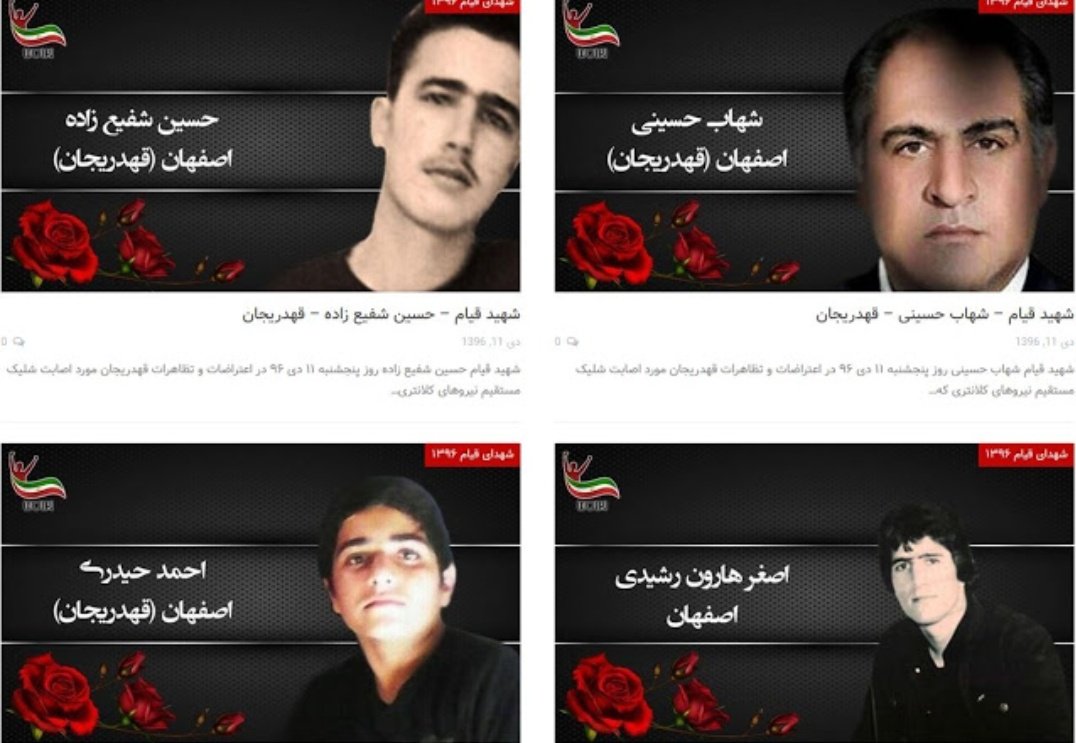 شهدای قیام ۱۳۹۶
شهاب حسینی
اصفهان (قهدریجان)
شهید قیام – شهاب حسینی – قهدریجان
دی 11, 1396
0
شهید قیام شهاب حسینی روز پنجشنبه ۱۱ دی ۹۶ در اعتراضات و تظاهرات قهدریجان مورد اصابت شلیک
مستقیم نیروهای کلانتری که...
شهدای قیام ۱۳۹۶
حسین شفیع زاده
اصفهان (قهدریجان)
شهید قیام – حسین شفیع زاده – قهدریجان
دی 11, 1396
0
شهید قیام حسین شفیع زاده روز پنجشنبه ۱۱ دی ۹۶ در اعتراضات و تظاهرات قهدریجان مورد اصابت شلیک
مستقیم نیروهای کلانتری...
شهدای قیام ۱۳۹۶
اصغر هارون رشیدی
اصفهان
شهدای قیام ۱۳۹۶
احمد حیدری
اصفهان (قهدریجان)